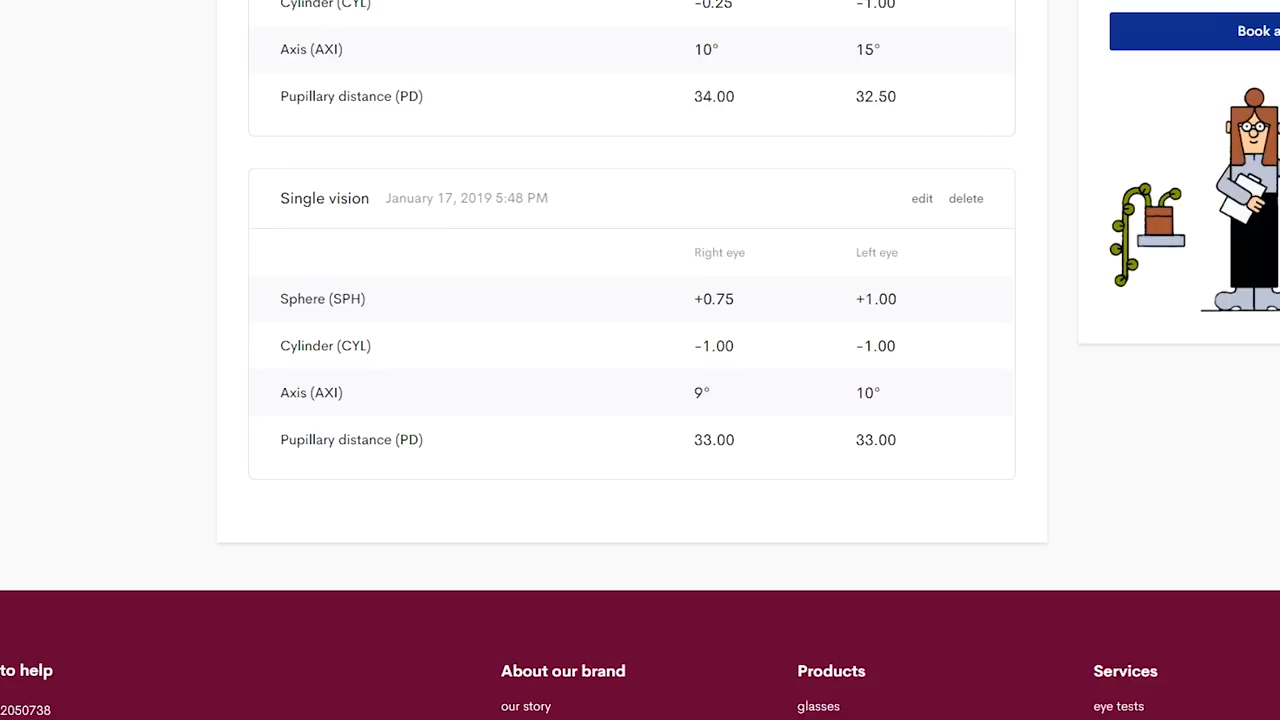 Cylinder (CYL) -0.25 -1.00
Axis (AXI) 10° 15°
Pupillary distance (PD) 34.00 32.50
Book a
Single vision January 17, 2019 5:48 PM edit delete
Right eye Left eye
Sphere (SPH) +0.75 +1.00
Cylinder (CYL) -1.00 -1.00
Axis (AXI) 9° 10°
Pupillary distance (PD) 33.00 33.00
to help About our brand Products Services
2050738 our story glasses eye tests